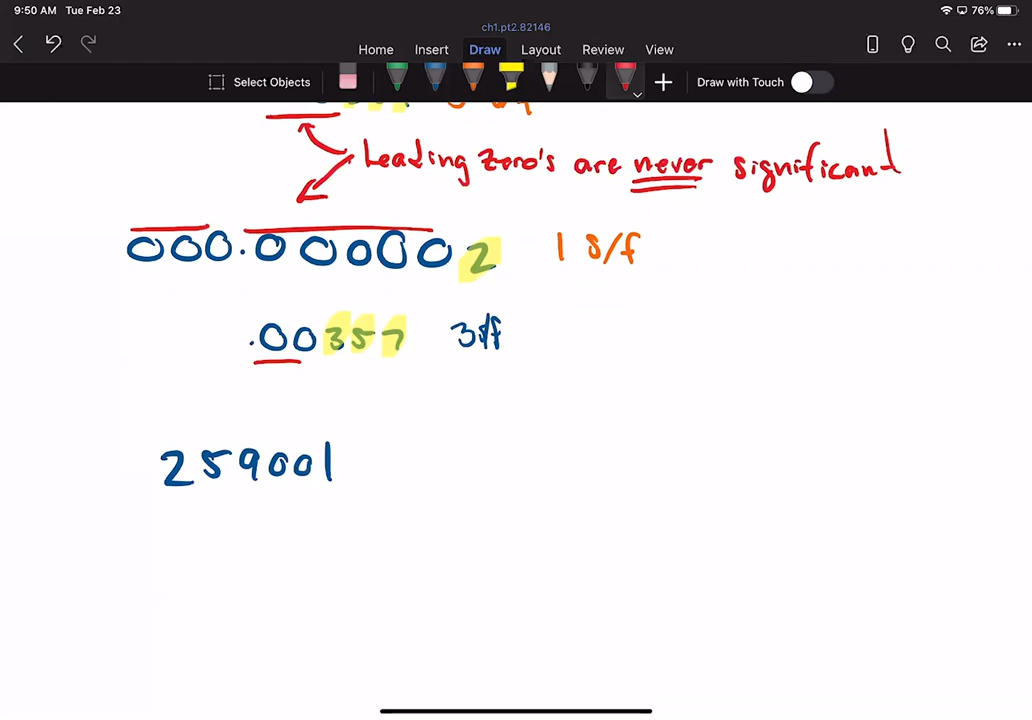 9:50 AM Tue Feb 23
76%
ch1.pt2.82146
Home Insert Draw Layout Review View
Select Objects
Draw with Touch
Leading zero's are never significant
000.000002 1 s/f
.00357 3s/f
259001